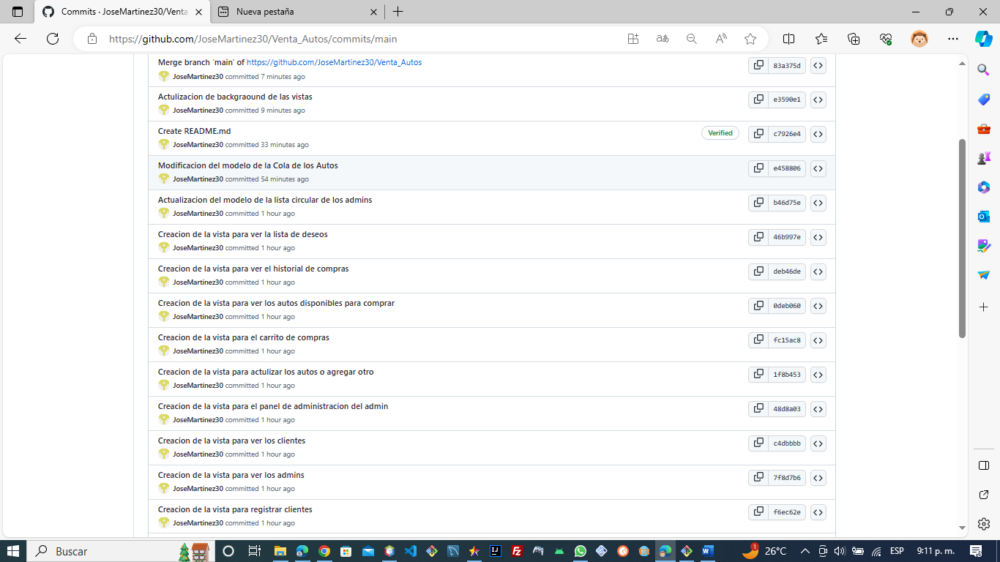 Commits · JoseMartinez30/Venta_
Nueva pestaña
https://github.com/JoseMartinez30/Venta_Autos/commits/main
Merge branch 'main' of https://github.com/JoseMartinez30/Venta_Autos
83a375d
JoseMartinez30 committed 7 minutes ago
Actulizacion de backgraound de las vistas
e3590e1
JoseMartinez30 committed 9 minutes ago
Create README.md
Verified
c7926e4
JoseMartinez30 committed 33 minutes ago
Modificacion del modelo de la Cola de los Autos
e458806
JoseMartinez30 committed 54 minutes ago
Actualizacion del modelo de la lista circular de los admins
b46d75e
JoseMartinez30 committed 1 hour ago
Creacion de la vista para ver la lista de deseos
46b997e
JoseMartinez30 committed 1 hour ago
Creacion de la vista para ver el historial de compras
deb46de
JoseMartinez30 committed 1 hour ago
Creacion de la vista para ver los autos disponibles para comprar
0deb060
JoseMartinez30 committed 1 hour ago
Creacion de la vista para el carrito de compras
fc15ac8
JoseMartinez30 committed 1 hour ago
Creacion de la vista para actulizar los autos o agregar otro
1f8b453
JoseMartinez30 committed 1 hour ago
Creacion de la vista para el panel de administracion del admin
48d8a03
JoseMartinez30 committed 1 hour ago
Creacion de la vista para ver los clientes
c4dbbbb
JoseMartinez30 committed 1 hour ago
Creacion de la vista para ver los admins
7f8d7b6
JoseMartinez30 committed 1 hour ago
Creacion de la vista para registrar clientes
f6ec62e
JoseMartinez30 committed 1 hour ago
Buscar
1
26°C
ESP
9:11 p. m.